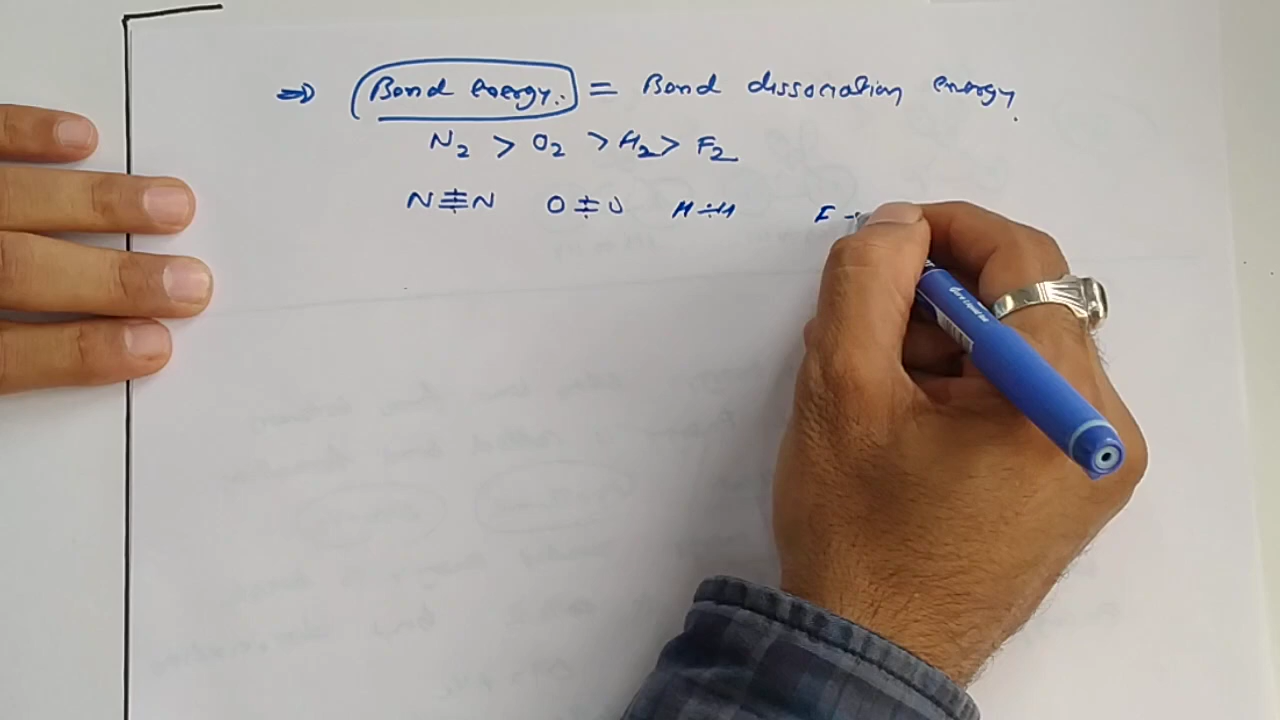 ⇒ Bond energy. = Bond dissociation energy.
N₂ > O₂ > H₂ > F₂
N≡N O=O H-H F-